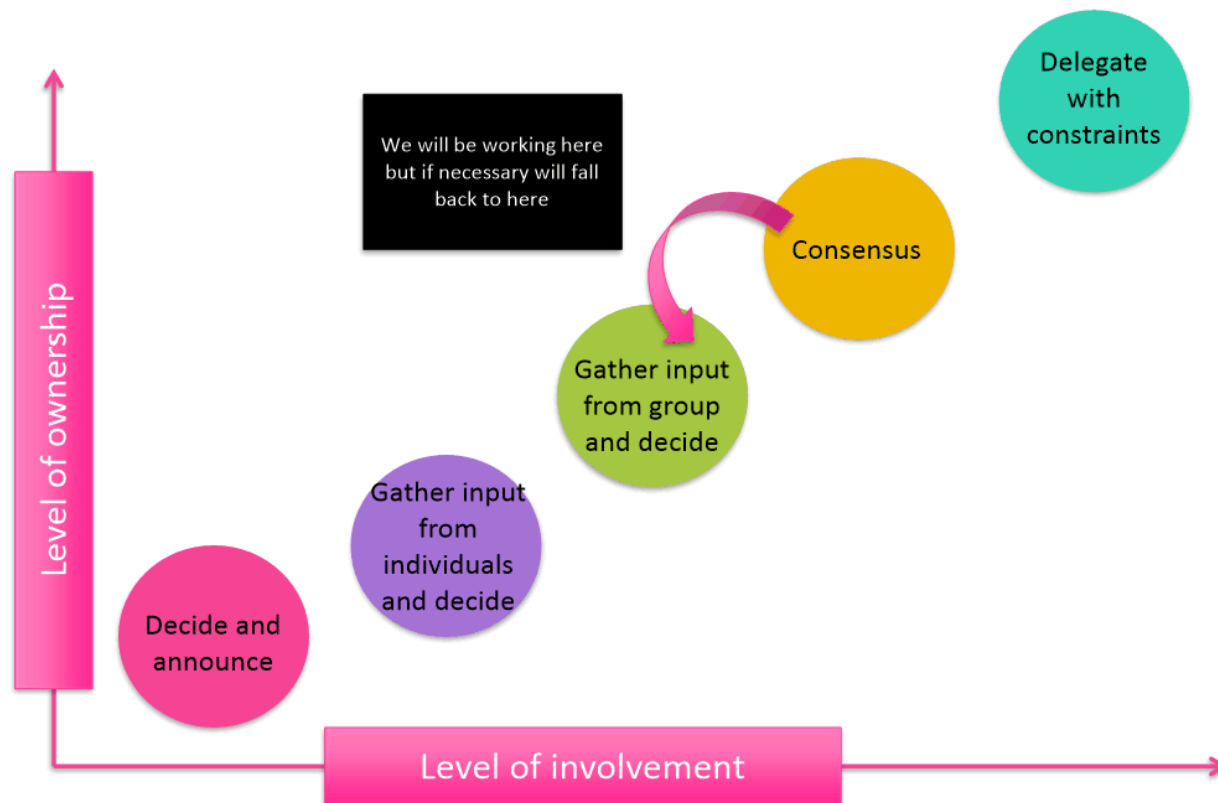 Delegate
with
constraints
We will be working here
but if necessary will fall
back to here
Consensus
Level of ownership
Gather input
from group
and decide
Gather input
from
individuals
and decide
Decide and
announce
Level of involvement